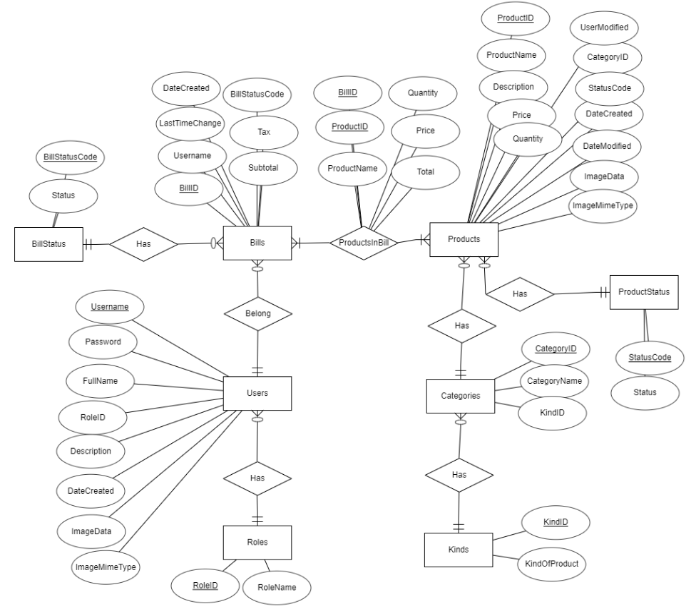 ProductID
UserModified
ProductName
CategoryID
DateCreated
BillStatusCode
BillID
Quantity
Description
StatusCode
LastTimeChange
Tax
ProductID
Price
Price
DateCreated
Quantity
Username
Subtotal
ProductName
Total
DateModified
BillStatusCode
BillID
ImageData
Status
ImageMimeType
BillStatus
Has
Bills
ProductsInBill
Products
Has
ProductStatus
Username
Belong
Has
Password
CategoryID
StatusCode
FullName
Users
Categories
CategoryName
Status
RoleID
KindID
Description
DateCreated
Has
Has
ImageData
KindID
ImageMimeType
Roles
Kinds
KindOfProduct
RoleID
RoleName